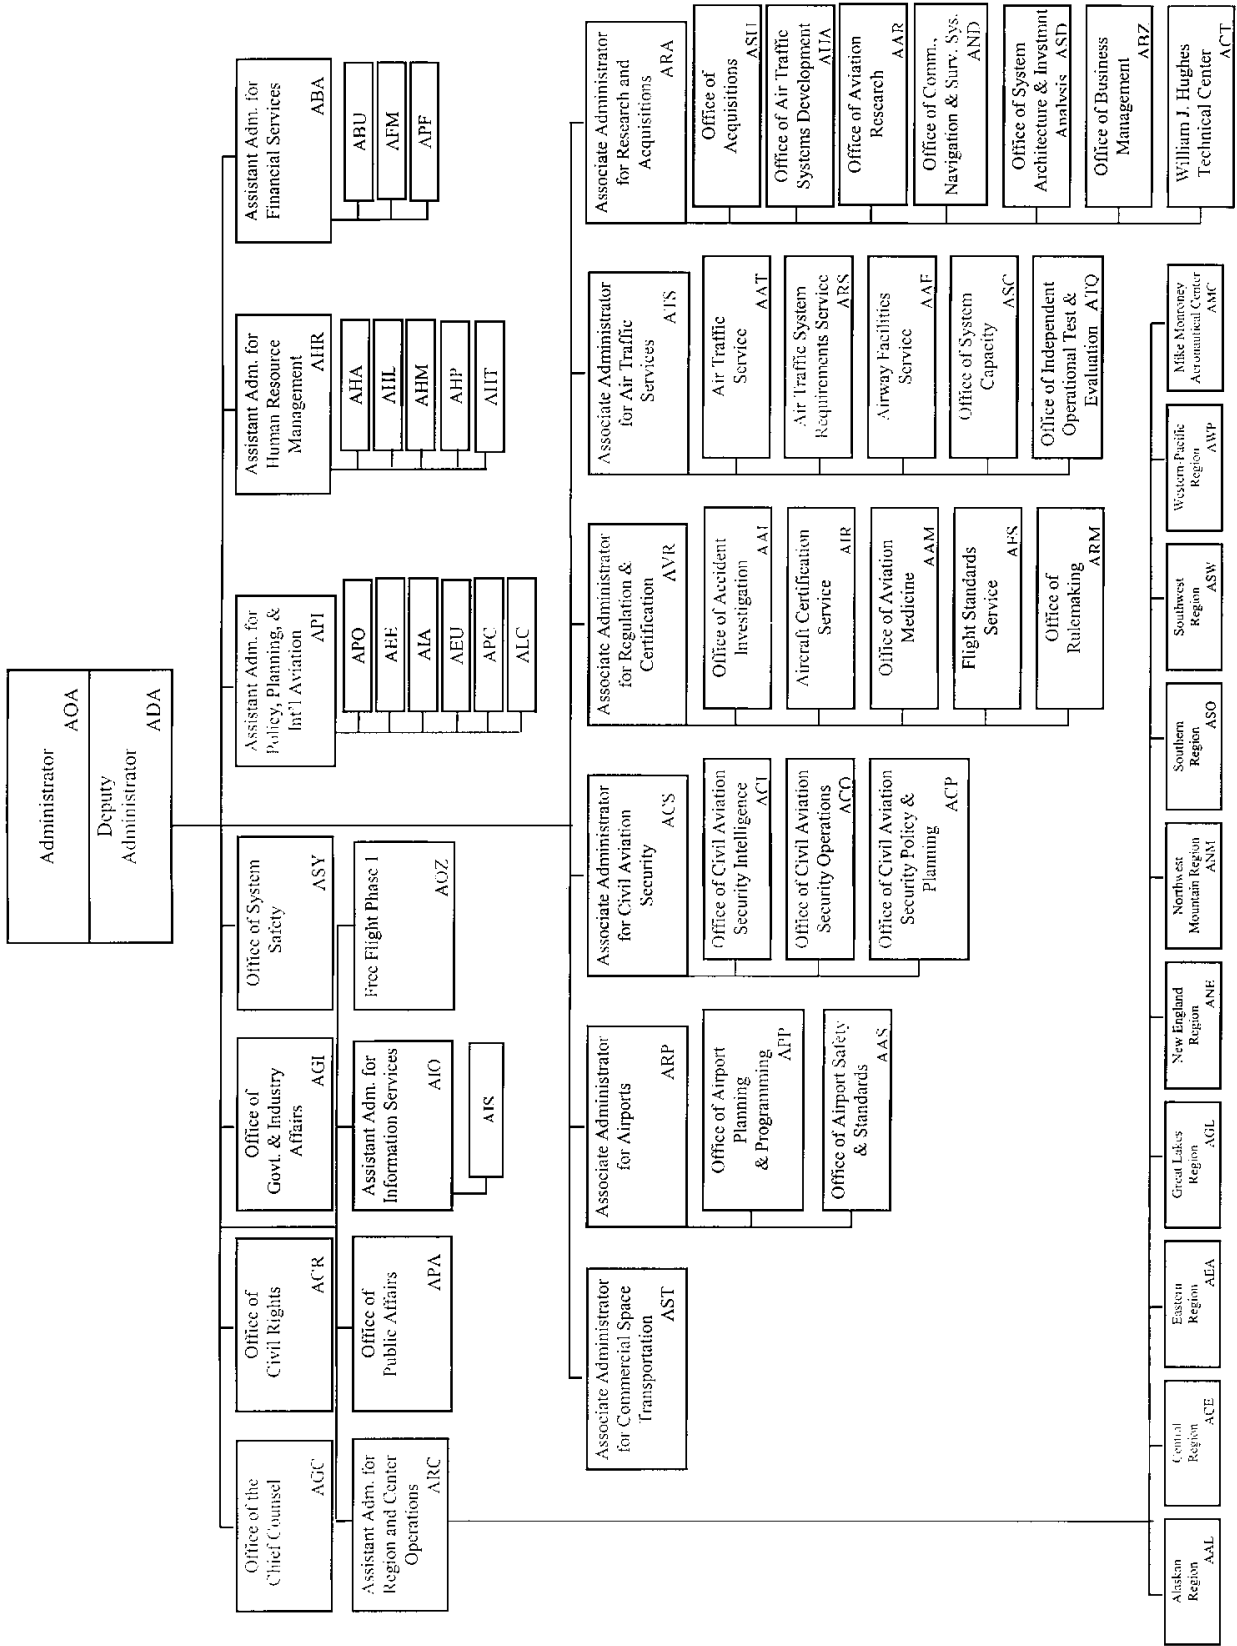 Administrator
AOA
Deputy
Administrator
ADA
Office of the
Chief Counsel
AGC
Office of
Civil Rights
ACR
Office of
Govt. & Industry
Affairs
AGI
Office of System
Safety
ASY
Assistant Adm. for
Policy, Planning, &
Int'l Aviation
API
APO
AEE
AIA
AEU
APC
ALC
Assistant Adm. for
Human Resource
Management
AHR
AHA
AHL
AHM
AHP
AHT
Assistant Adm. for
Financial Services
ABA
ABU
AFM
APF
Assistant Adm. for
Region and Center
Operations
ARC
Office of
Public Affairs
APA
Assistant Adm. for
Information Services
AIO
AIS
Free Flight Phase 1
AOZ
Associate Administrator
for Commercial Space
Transportation
AST
Associate Administrator
for Airports
ARP
Office of Airport
Planning
& Programming
APP
Office of Airport Safety
& Standards
AAS
Associate Administrator
for Civil Aviation
Security
ACS
Office of Civil Aviation
Security Intelligence
ACI
Office of Civil Aviation
Security Operations
ACO
Office of Civil Aviation
Security Policy &
Planning
ACP
Associate Administrator
for Regulation &
Certification
AVR
Office of Accident
Investigation
AAI
Aircraft Certification
Service
AIR
Office of Aviation
Medicine
AAM
Flight Standards
Service
AFS
Office of
Rulemaking
ARM
Associate Administrator
for Air Traffic
Services
ATS
Air Traffic
Service
AAT
Air Traffic System
Requirements Service
ARS
Airway Facilities
Service
AAF
Office of System
Capacity
ASC
Office of Independent
Operational Test &
Evaluation ATQ
Associate Administrator
for Research and
Acquisitions
ARA
Office of
Acquisitions
ASU
Office of Air Traffic
Systems Development
AUA
Office of Aviation
Research
AAR
Office of Comm.,
Navigation & Surv. Sys.
AND
Office of System
Architecture & Invstmnt
Analysis ASD
Office of Business
Management
ABZ
William J. Hughes
Technical Center
ACT
Alaskan
Region
AAL
Central
Region
ACE
Eastern
Region
AEA
Great Lakes
Region
AGL
New England
Region
ANE
Northwest
Mountain Region
ANM
Southern
Region
ASO
Southwest
Region
ASW
Western-Pacific
Region
AWP
Mike Monroney
Aeronautical Center
AMC